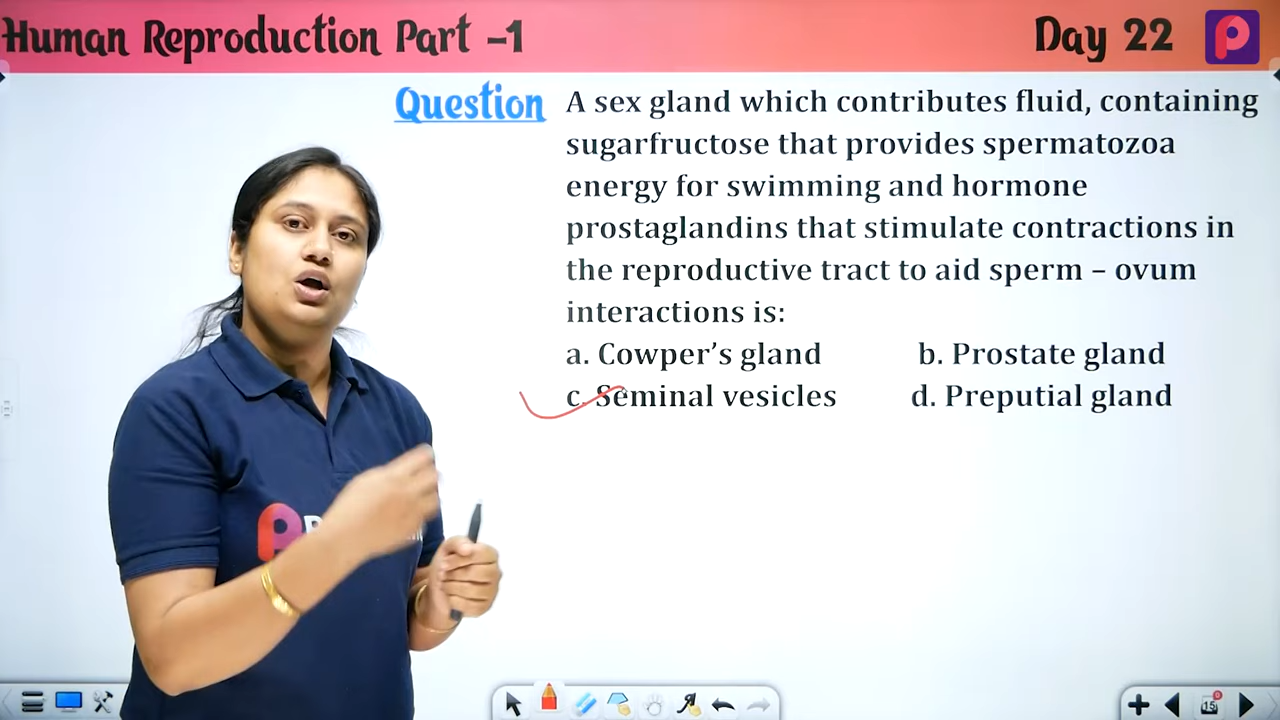 Human Reproduction Part –1
Day 22
Question
A sex gland which contributes fluid, containing
sugarfructose that provides spermatozoa
energy for swimming and hormone
prostaglandins that stimulate contractions in
the reproductive tract to aid sperm – ovum
interactions is:
a. Cowper's gland
b. Prostate gland
c. Seminal vesicles
d. Preputial gland
15